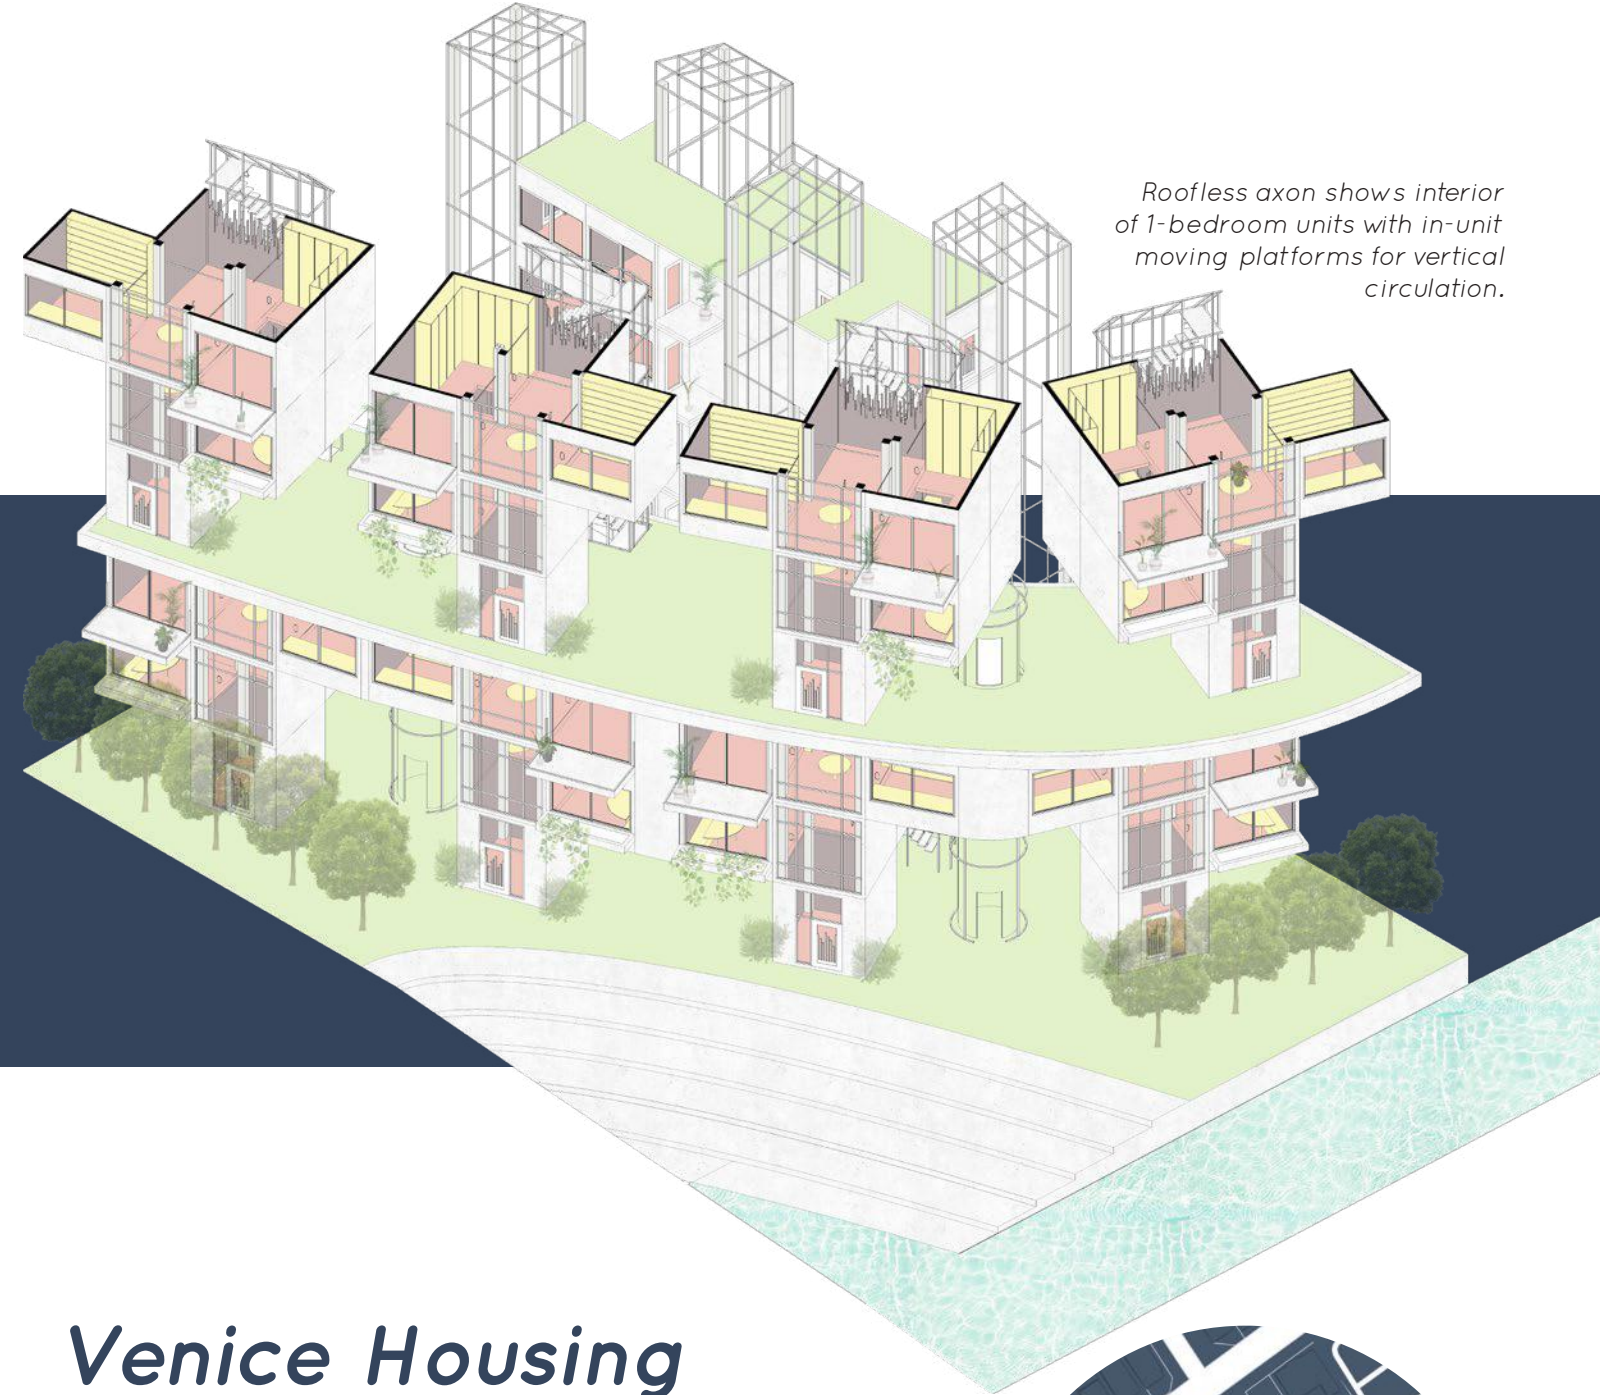 Roofless axon shows interior
of 1-bedroom units with in-unit
moving platforms for vertical
circulation.
Venice Housing